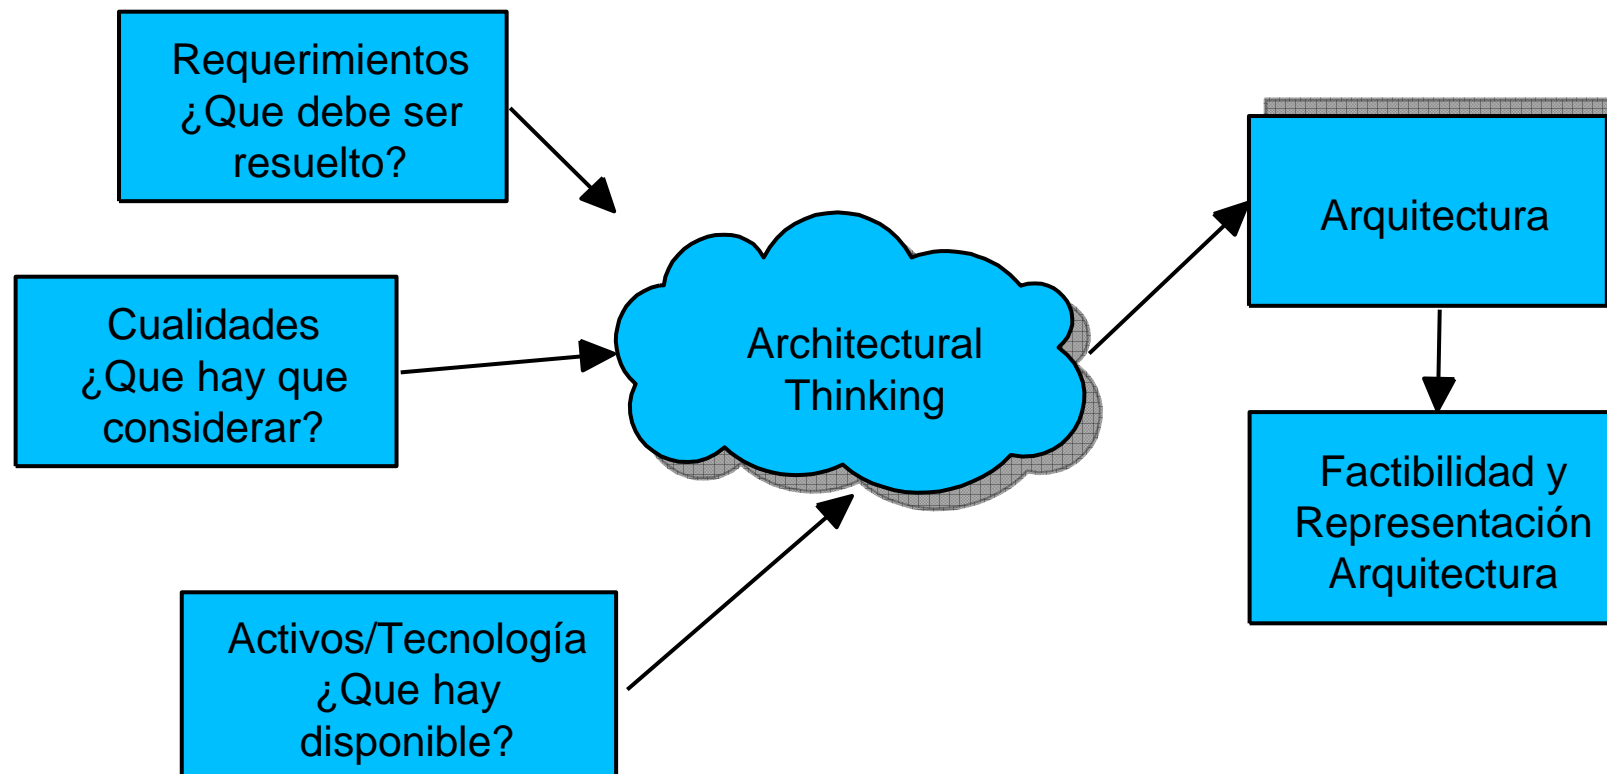 Requerimientos
¿Que debe ser
resuelto?
Cualidades
¿Que hay que
considerar?
Activos/Tecnología
¿Que hay
disponible?
Architectural
Thinking
Arquitectura
Factibilidad y
Representación
Arquitectura